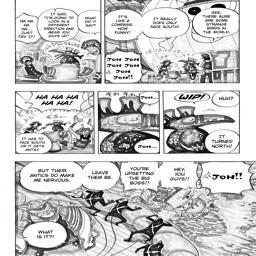 HA HA
HA!
JUST
TRY IT!
IT SAID,
"I'M GOING TO
LOOK IN A
DIFFERENT
DIRECTION AND
MESS YOU
GUYS UP!"
WHAT
DID IT
SAY?
IT'S
LIKE A
COMPASS.
HOW
FUNNY!
JOH JOH
JOH JOH
JOH
JOH!!
IT REALLY
DOES ONLY
FACE SOUTH!
GEE,
THERE SURE
ARE SOME
STRANGE
BIRDS IN THE
WORLD.
HA HA HA
HA HA!
IT HAS TO
FACE SOUTH
OR IT GETS
ANTSY.
JOH!!
WIP!
HUH?
IT
TURNED
NORTH!
BUT THEIR
ANTICS DO MAKE
ME NERVOUS.
LEAVE
THEM BE.
YOU'RE
UPSETTING
THE BIG
BOSS!!
HEY,
YOU
GUYS!!
JOH!!
WHAT
IS IT?!